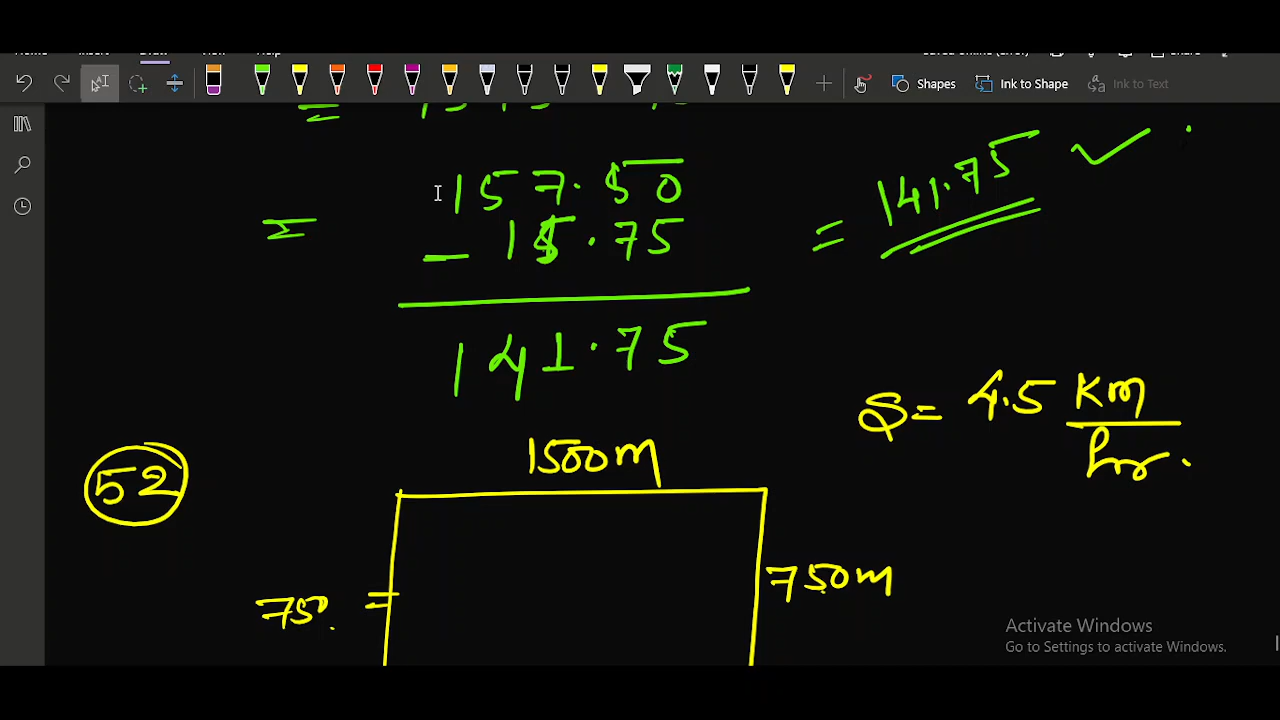 Shapes
Ink to Shape
Ink to Text
157.50
= - 15.75 = 141.75 ✓
141.75
S = 4.5 Km
hr.
52
1500m
750 750m
Activate Windows
Go to Settings to activate Windows.